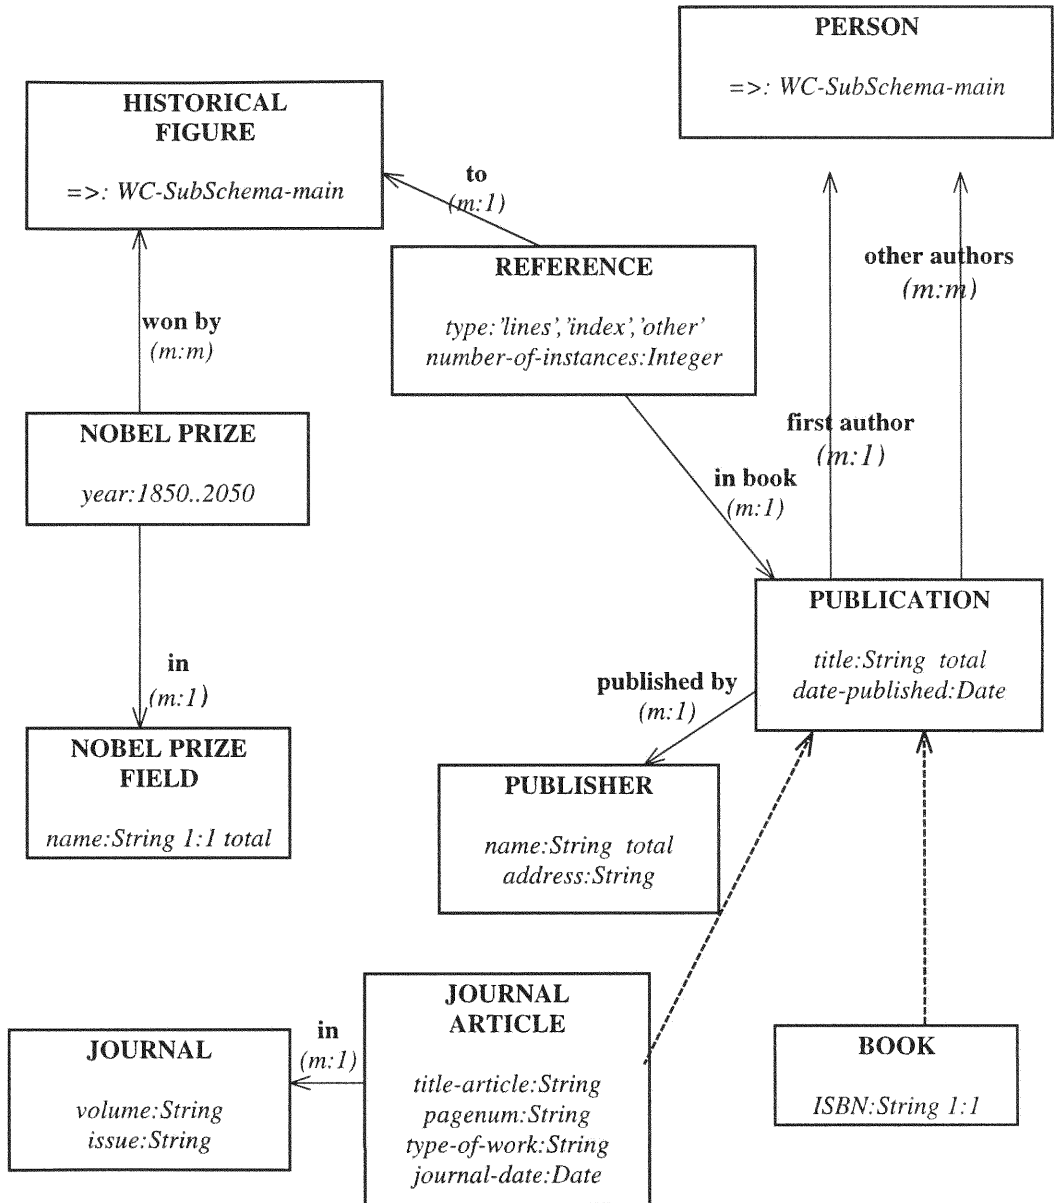 PERSON
=>: WC-SubSchema-main
HISTORICAL
FIGURE
=>: WC-SubSchema-main
to
(m:1)
REFERENCE
type:'lines','index','other'
number-of-instances:Integer
other authors
(m:m)
won by
(m:m)
NOBEL PRIZE
year:1850..2050
first author
(m:1)
in book
(m:1)
PUBLICATION
title:String total
date-published:Date
in
(m:1)
published by
(m:1)
NOBEL PRIZE
FIELD
name:String 1:1 total
PUBLISHER
name:String total
address:String
JOURNAL
ARTICLE
title-article:String
pagenum:String
type-of-work:String
journal-date:Date
in
(m:1)
JOURNAL
volume:String
issue:String
BOOK
ISBN:String 1:1